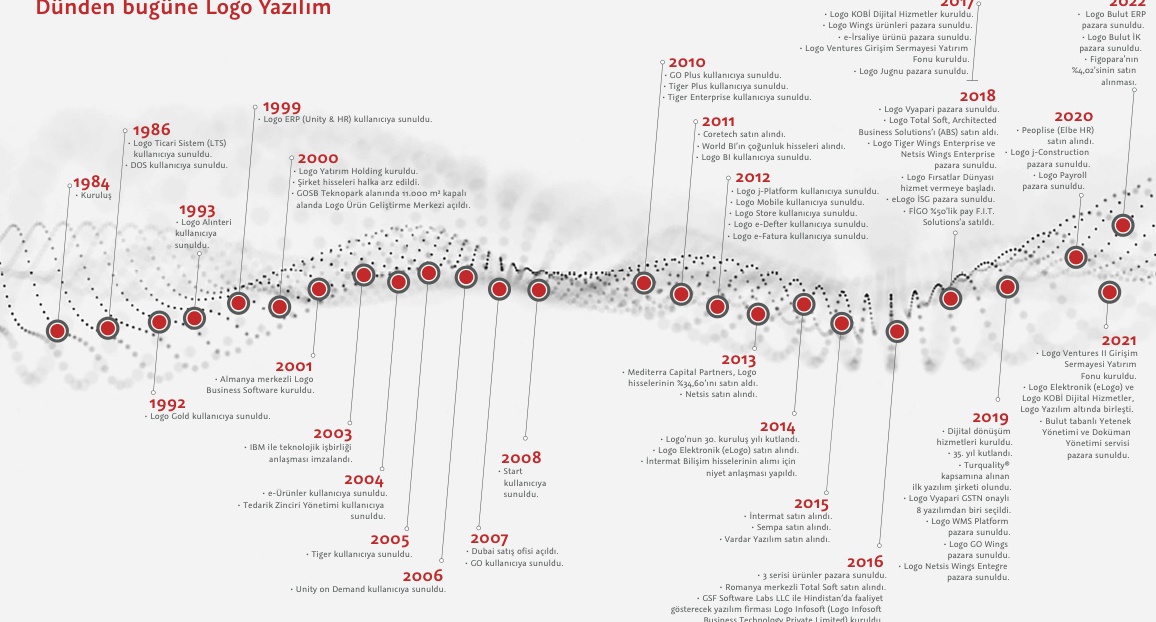 Dünden bugüne Logo Yazılım
1984
• Kuruluş
1986
• Logo Ticari Sistem (LTS)
kullanıcıya sunuldu.
• DOS kullanıcıya sunuldu.
1992
• Logo Gold kullanıcıya sunuldu.
1993
• Logo Alınteri
kullanıcıya
sunuldu.
1999
• Logo ERP (Unity & HR) kullanıcıya sunuldu.
2000
• Logo Yatırım Holding kuruldu.
• Şirket hisseleri halka arz edildi.
• GOSB Teknopark alanında 11.000 m² kapalı
alanda Logo Ürün Geliştirme Merkezi açıldı.
2001
• Almanya merkezli Logo
Business Software kuruldu.
2003
• IBM ile teknolojik işbirliği
anlaşması imzalandı.
2004
• e-Ürünler kullanıcıya sunuldu.
• Tedarik Zinciri Yönetimi kullanıcıya
sunuldu.
2005
• Tiger kullanıcıya sunuldu.
2006
• Unity on Demand kullanıcıya sunuldu.
2007
• Dubai satış ofisi açıldı.
• GO kullanıcıya sunuldu.
2008
• Start
kullanıcıya
sunuldu.
2010
• GO Plus kullanıcıya sunuldu.
• Tiger Plus kullanıcıya sunuldu.
• Tiger Enterprise kullanıcıya sunuldu.
2011
• Coretech satın alındı.
• World BI'ın çoğunluk hisseleri alındı.
• Logo BI kullanıcıya sunuldu.
2012
• Logo j-Platform kullanıcıya sunuldu.
• Logo Mobile kullanıcıya sunuldu.
• Logo Store kullanıcıya sunuldu.
• Logo e-Defter kullanıcıya sunuldu.
• Logo e-Fatura kullanıcıya sunuldu.
2013
• Mediterra Capital Partners, Logo
hisselerinin %34,60'ını satın aldı.
• Netsis satın alındı.
2014
• Logo'nun 30. kuruluş yılı kutlandı.
• Logo Elektronik (eLogo) satın alındı.
• İntermat Bilişim hisselerinin alımı için
niyet anlaşması yapıldı.
2015
• İntermat satın alındı.
• Sempa satın alındı.
• Vardar Yazılım satın alındı.
2016
• 3 serisi ürünler pazara sunuldu.
• Romanya merkezli Total Soft satın alındı.
• GSF Software Labs LLC ile Hindistan'da faaliyet
gösterecek yazılım firması Logo Infosoft (Logo Infosoft
Business Technology Private Limited) kuruldu.
2017
• Logo KOBİ Dijital Hizmetler kuruldu.
• Logo Wings ürünleri pazara sunuldu.
• e-İrsaliye ürünü pazara sunuldu.
• Logo Ventures Girişim Sermayesi Yatırım
Fonu kuruldu.
• Logo Jugnu pazara sunuldu.
2018
• Logo Vyapari pazara sunuldu.
• Logo Total Soft, Architected
Business Solutions'ı (ABS) satın aldı.
• Logo Tiger Wings Enterprise ve
Netsis Wings Enterprise
pazara sunuldu.
• Logo Fırsatlar Dünyası
hizmet vermeye başladı.
• eLogo İSG pazara sunuldu.
• FİGO %50'lik pay F.I.T.
Solutions'a satıldı.
2019
• Dijital dönüşüm
hizmetleri kuruldu.
• 35. yıl kutlandı.
• Turquality®
kapsamına alınan
ilk yazılım şirketi olundu.
• Logo Vyapari GSTN onaylı
8 yazılımdan biri seçildi.
• Logo WMS Platform
pazara sunuldu.
• Logo GO Wings
pazara sunuldu.
• Logo Netsis Wings Entegre
pazara sunuldu.
2020
• Peoplise (Elbe HR)
satın alındı.
• Logo j-Construction
pazara sunuldu.
• Logo Payroll
pazara sunuldu.
2021
• Logo Ventures II Girişim
Sermayesi Yatırım
Fonu kuruldu.
• Logo Elektronik (eLogo) ve
Logo KOBİ Dijital Hizmetler,
Logo Yazılım altında birleşti.
• Bulut tabanlı Yetenek
Yönetimi ve Doküman
Yönetimi servisi
pazara sunuldu.
2022
• Logo Bulut ERP
pazara sunuldu.
• Logo Bulut İK
pazara sunuldu.
• Figopara'nın
%4,02'sinin satın
alınması.